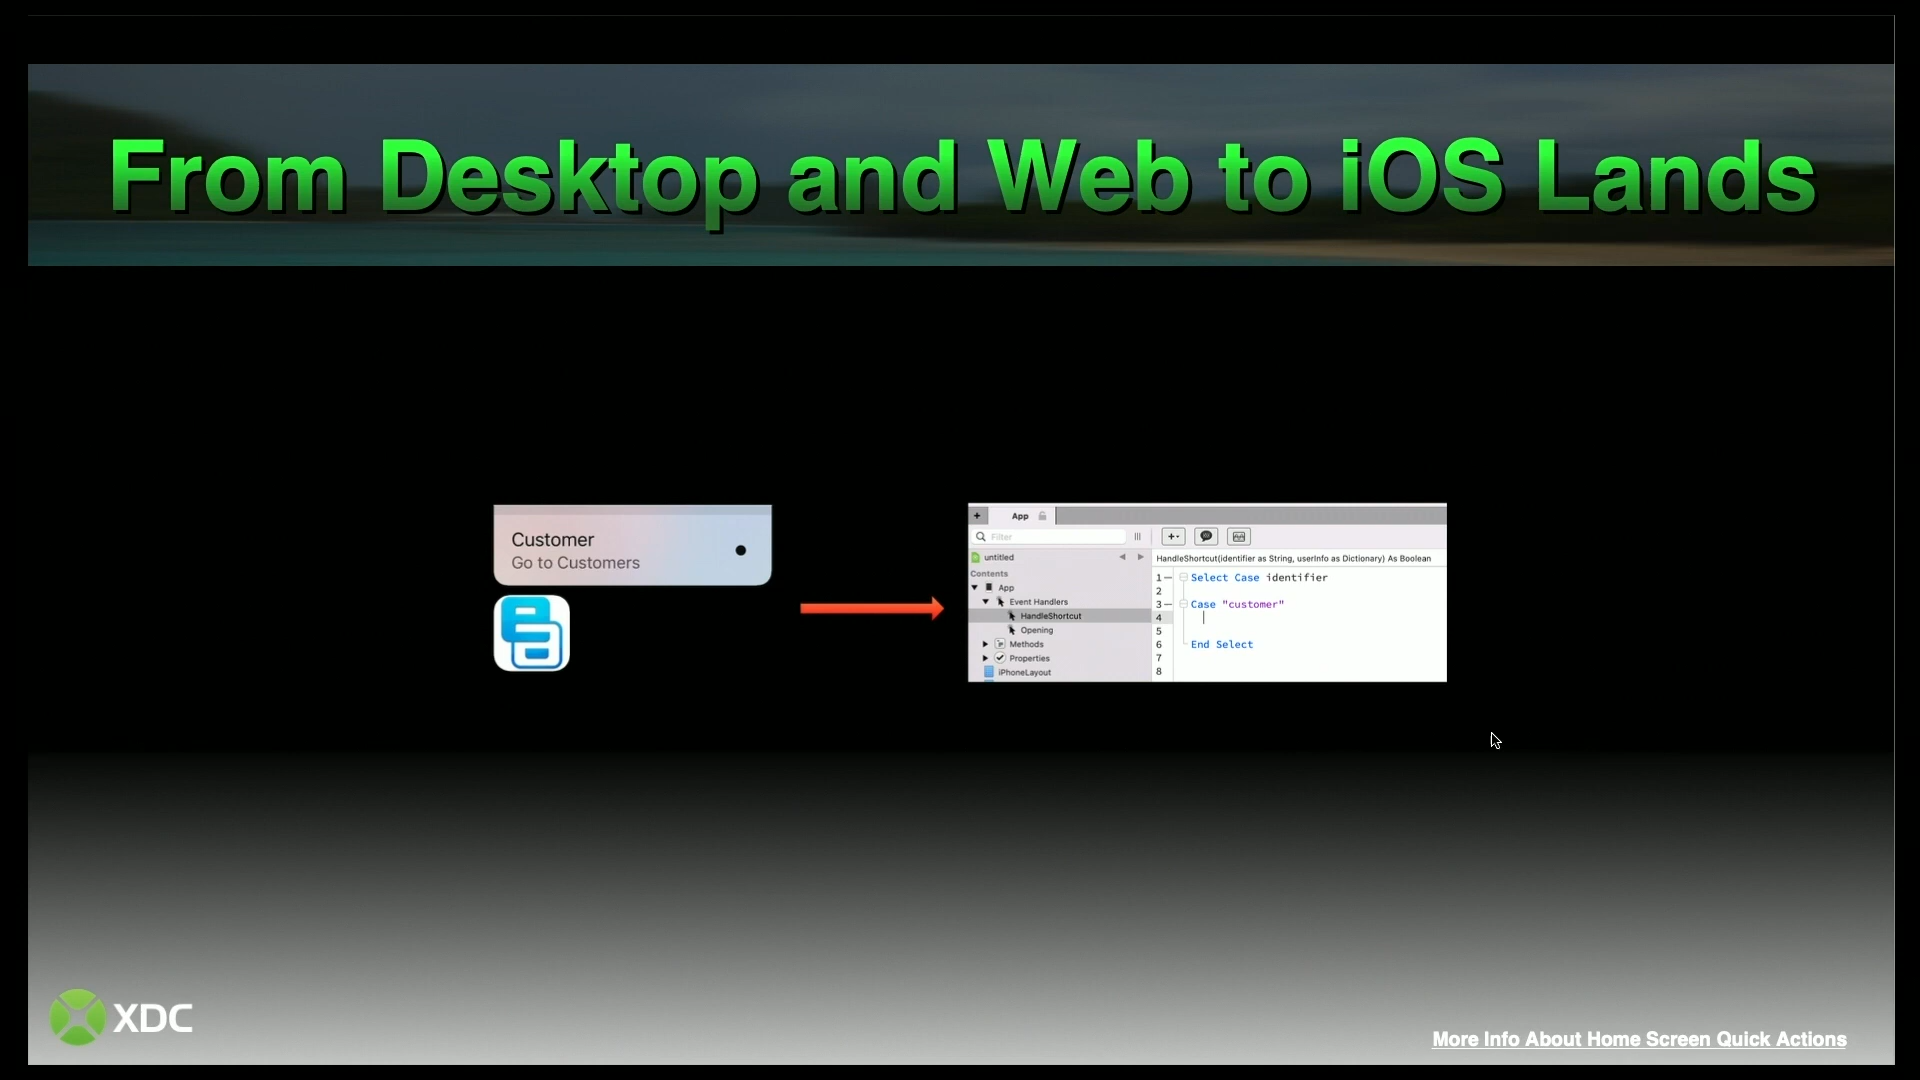 From Desktop and Web to iOS Lands
Customer
Go to Customers
+ App
Filter
untitled
Contents
App
Event Handlers
HandleShortcut
Opening
Methods
Properties
iPhoneLayout
HandleShortcut(identifier as String, userInfo as Dictionary) As Boolean
1 Select Case identifier
2
3 Case "customer"
4
5
6 End Select
7
8
XDC
More Info About Home Screen Quick Actions